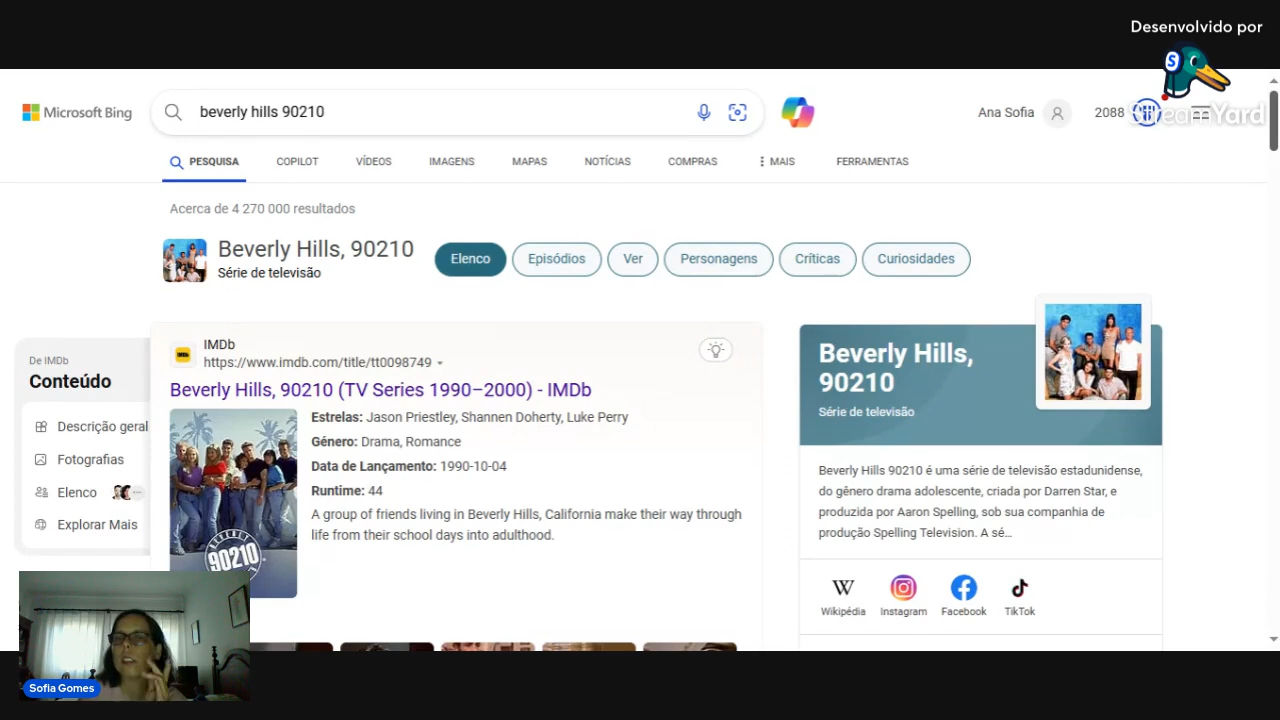 Desenvolvido por
StreamYard
Microsoft Bing
beverly hills 90210
Ana Sofia
2088
PESQUISA
COPILOT
VÍDEOS
IMAGENS
MAPAS
NOTÍCIAS
COMPRAS
MAIS
FERRAMENTAS
Acerca de 4 270 000 resultados
Beverly Hills, 90210
Série de televisão
Elenco
Episódios
Ver
Personagens
Críticas
Curiosidades
De IMDb
Conteúdo
Descrição geral
Fotografias
Elenco
Explorar Mais
IMDb
https://www.imdb.com/title/tt0098749
Beverly Hills, 90210 (TV Series 1990–2000) - IMDb
Estrelas: Jason Priestley, Shannen Doherty, Luke Perry
Género: Drama, Romance
Data de Lançamento: 1990-10-04
Runtime: 44
A group of friends living in Beverly Hills, California make their way through
life from their school days into adulthood.
BEVERLY HILLS
90210
Beverly Hills,
90210
Série de televisão
Beverly Hills 90210 é uma série de televisão estadunidense,
do gênero drama adolescente, criada por Darren Star, e
produzida por Aaron Spelling, sob sua companhia de
produção Spelling Television. A sé…
Wikipédia
Instagram
Facebook
TikTok
Sofia Gomes